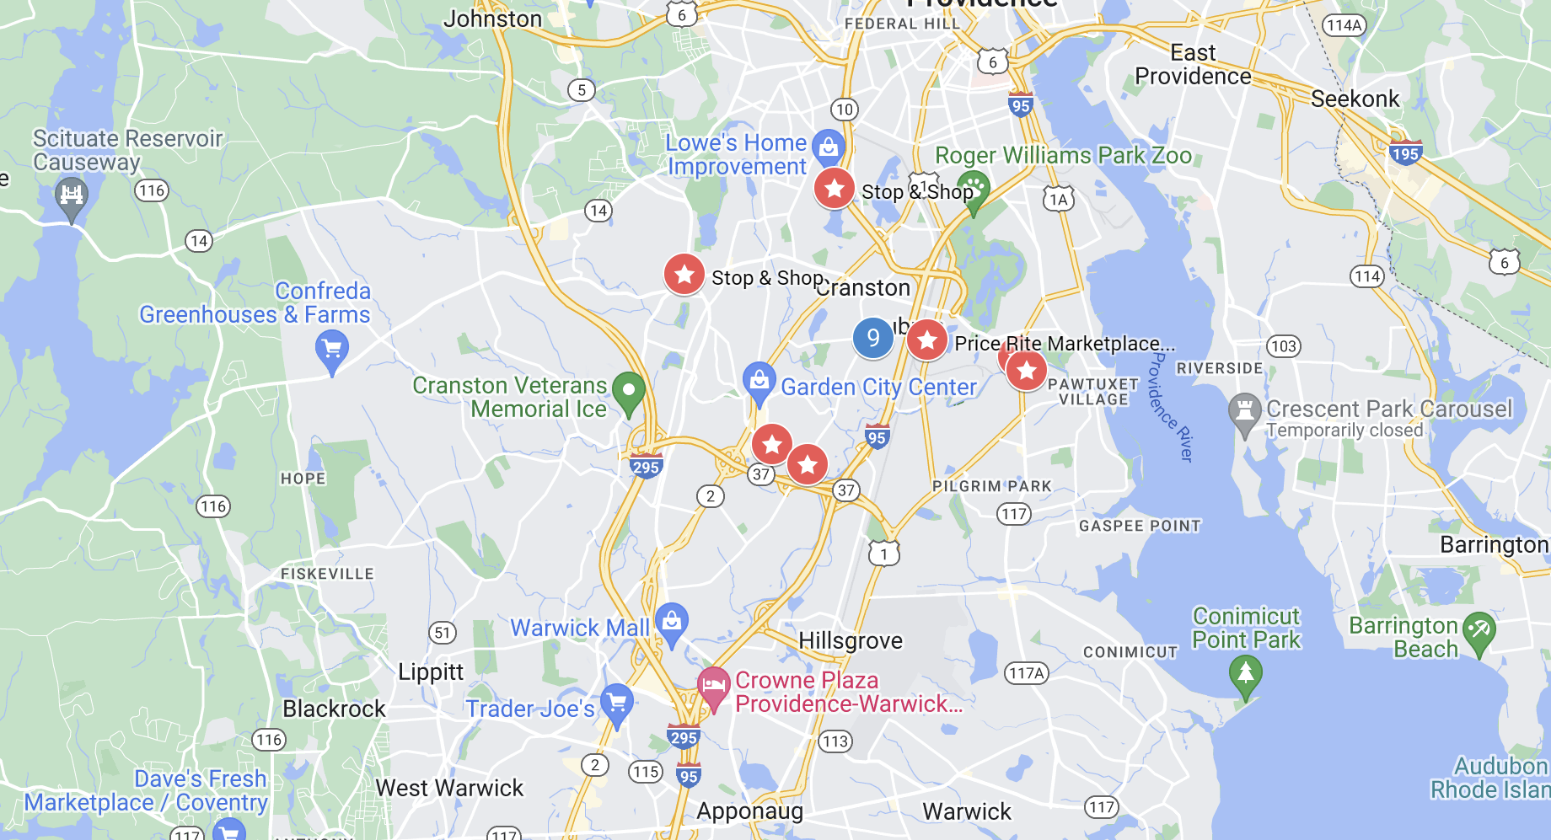 Providence
Johnston
6
FEDERAL HILL
114A
East
Providence
6
5
95
10
Seekonk
Scituate Reservoir
Causeway
Lowe's Home
Improvement
Roger Williams Park Zoo
195
e
116
Stop & Shop
1A
14
14
6
Stop & Shop
Cranston
114
Confreda
Greenhouses & Farms
9
Price Rite Marketplace...
103
RIVERSIDE
Cranston Veterans
Memorial Ice
Garden City Center
PAWTUXET
VILLAGE
Providence River
Crescent Park Carousel
Temporarily closed
95
295
37
HOPE
2
37
PILGRIM PARK
116
117
GASPEE POINT
1
Barrington
FISKEVILLE
Conimicut
Point Park
Barrington
Beach
51
Warwick Mall
Hillsgrove
CONIMICUT
Lippitt
117A
Crowne Plaza
Providence-Warwick...
Blackrock
Trader Joe's
116
295
113
2
115
95
Audubon
Rhode Islan
Dave's Fresh
Marketplace / Coventry
West Warwick
Apponaug
Warwick
117
117
117